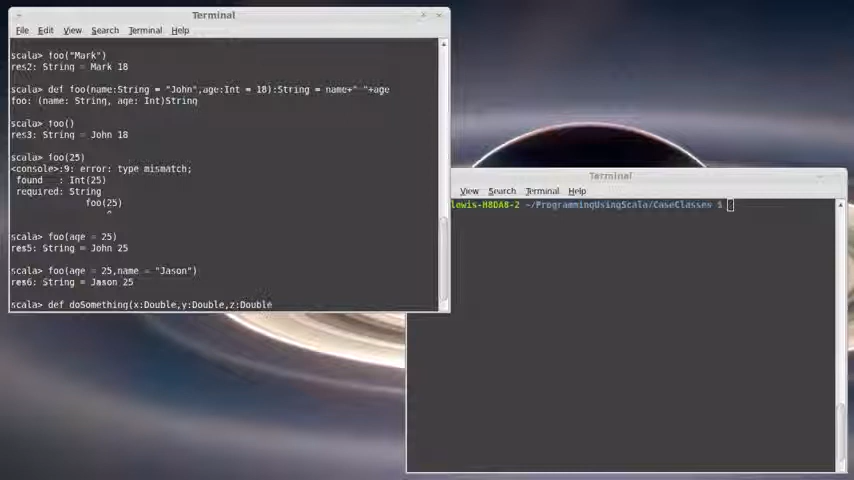 Terminal
File Edit View Search Terminal Help
scala> foo("Mark")
res2: String = Mark 18
scala> def foo(name:String = "John",age:Int = 18):String = name+" "+age
foo: (name: String, age: Int)String
scala> foo()
res3: String = John 18
scala> foo(25)
<console>:9: error: type mismatch;
found   : Int(25)
required: String
foo(25)
^
scala> foo(age = 25)
res5: String = John 25
scala> foo(age = 25,name = "Jason")
res6: String = Jason 25
scala> def doSomething(x:Double,y:Double,z:Double
Terminal
View Search Terminal Help
lewis-H8DA8-2 ~/ProgrammingUsingScala/CaseClasses $